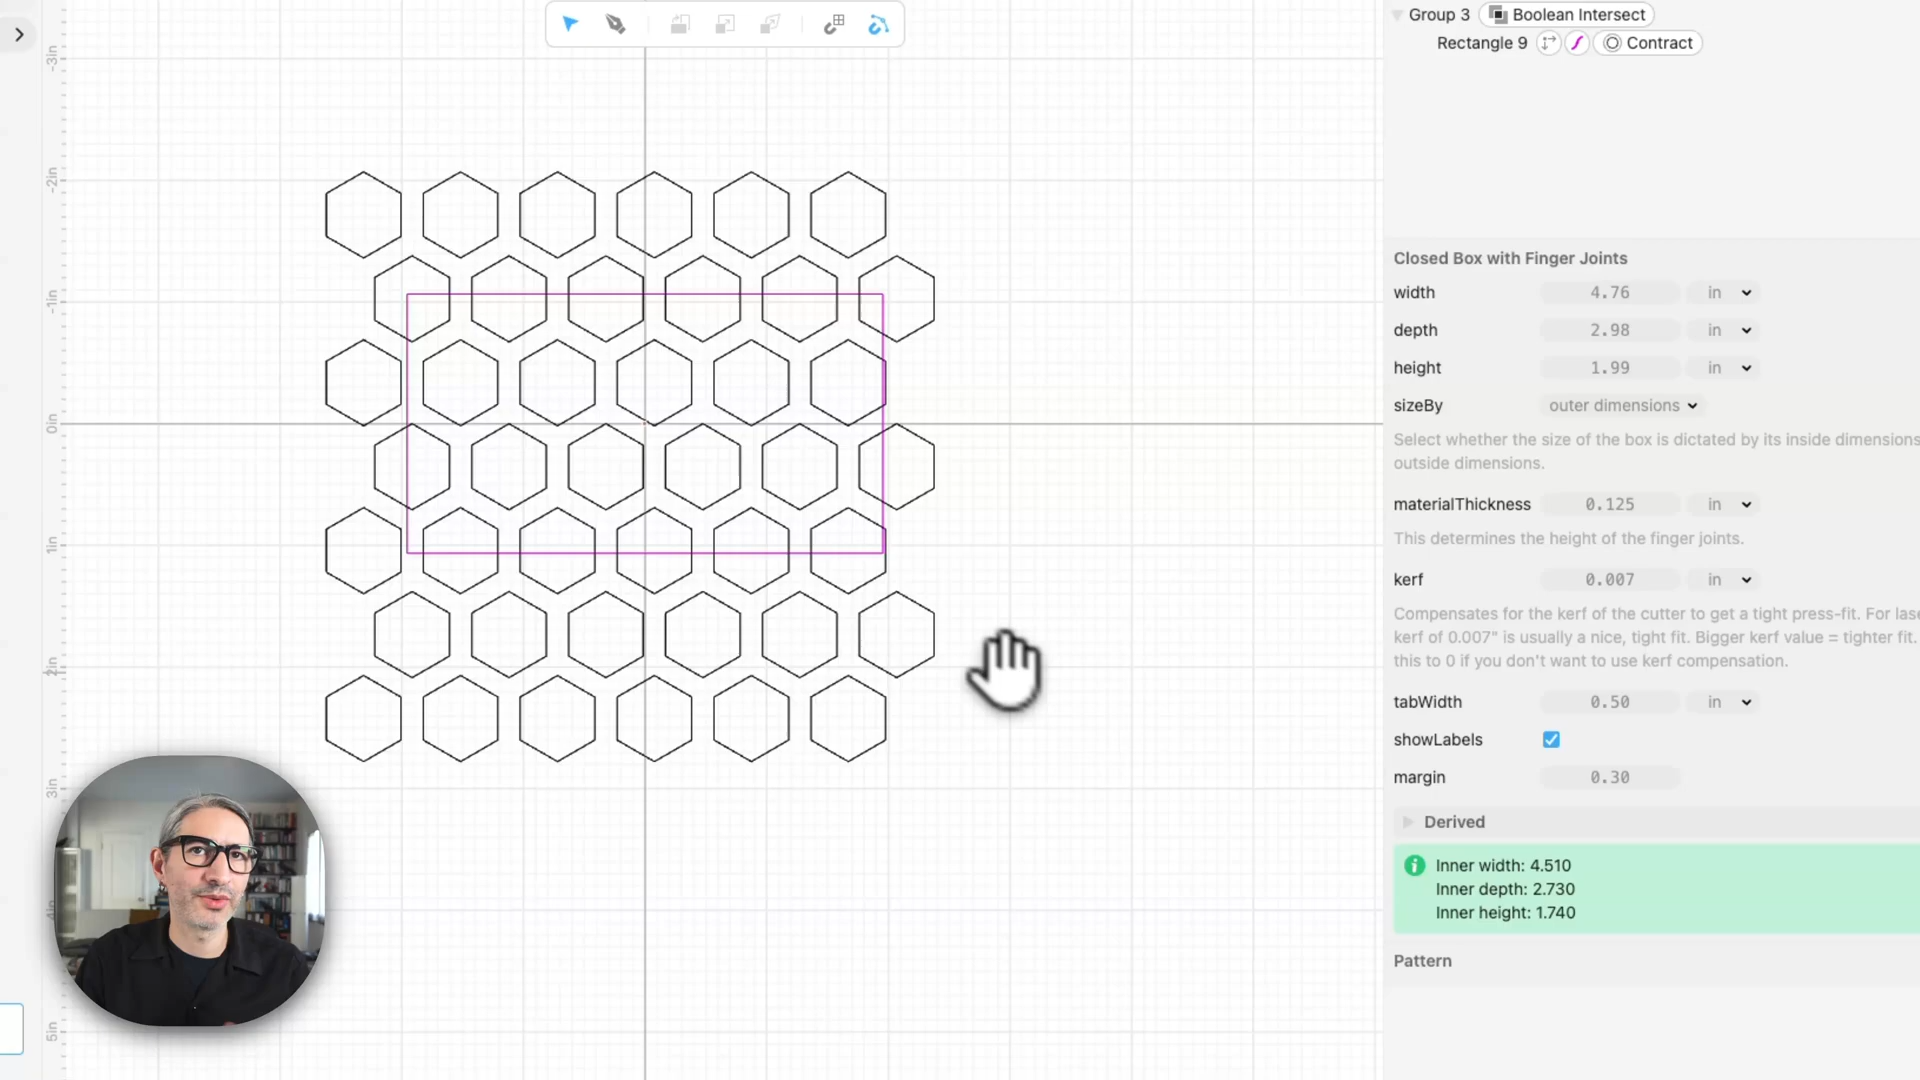 Group 3 Boolean Intersect
Rectangle 9 Contract
-3in
-2in
-1in
0in
1in
2in
3in
5in
Closed Box with Finger Joints
width 4.76 in
depth 2.98 in
height 1.99 in
sizeBy outer dimensions
Select whether the size of the box is dictated by its inside dimensions
outside dimensions.
materialThickness 0.125 in
This determines the height of the finger joints.
kerf 0.007 in
Compensates for the kerf of the cutter to get a tight press-fit. For lase
kerf of 0.007" is usually a nice, tight fit. Bigger kerf value = tighter fit.
this to 0 if you don't want to use kerf compensation.
tabWidth 0.50 in
showLabels
margin 0.30
Derived
Inner width: 4.510
Inner depth: 2.730
Inner height: 1.740
Pattern